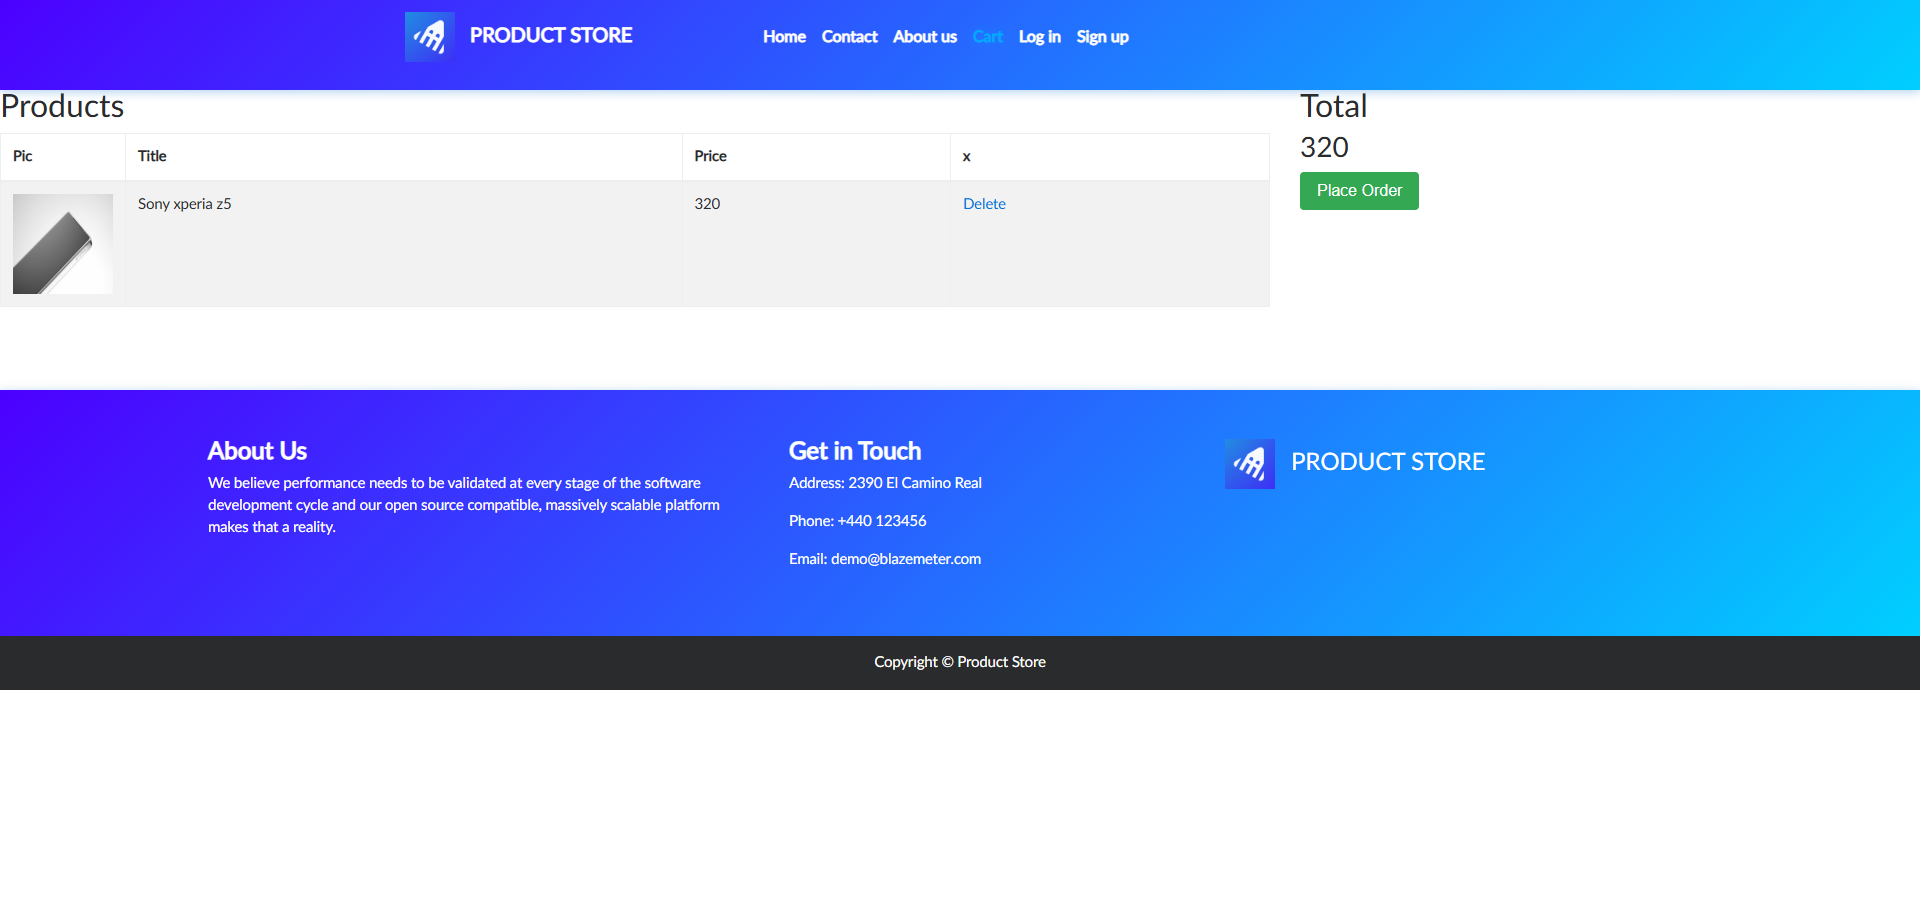 PRODUCT STORE
Home Contact About us Cart Log in Sign up
Products
Total
320
Place Order
Pic Title Price x
Sony xperia z5 320 Delete
About Us
We believe performance needs to be validated at every stage of the software
development cycle and our open source compatible, massively scalable platform
makes that a reality.
Get in Touch
Address: 2390 El Camino Real
Phone: +440 123456
Email: demo@blazemeter.com
PRODUCT STORE
Copyright © Product Store